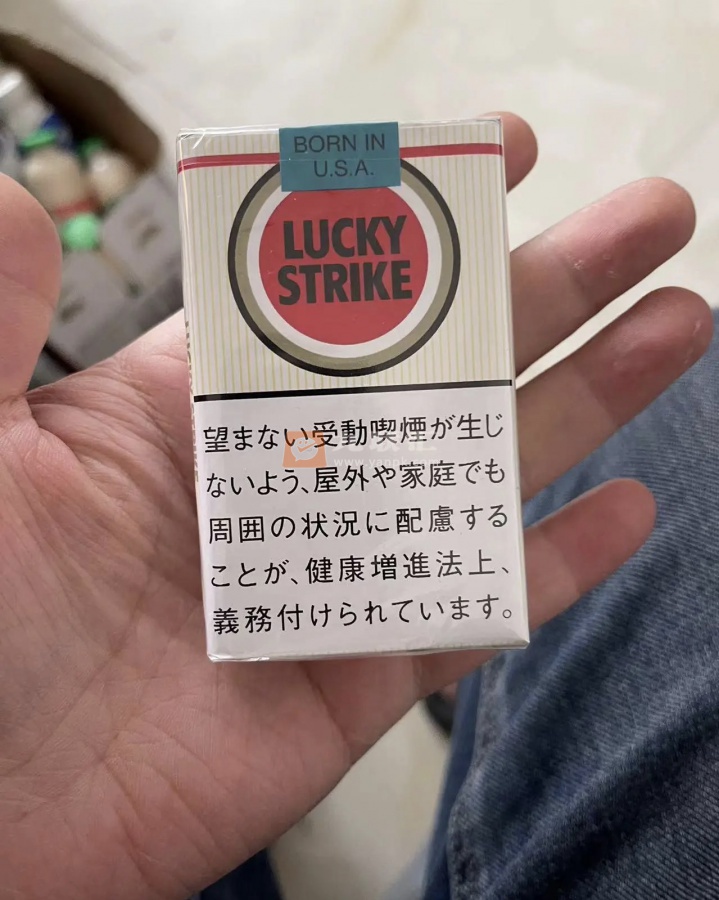 BORN IN
U.S.A.
LUCKY
STRIKE
望まない受動喫煙が生じ
ないよう、屋外や家庭でも
周囲の状況に配慮する
ことが、健康増進法上、
義務付けられています。